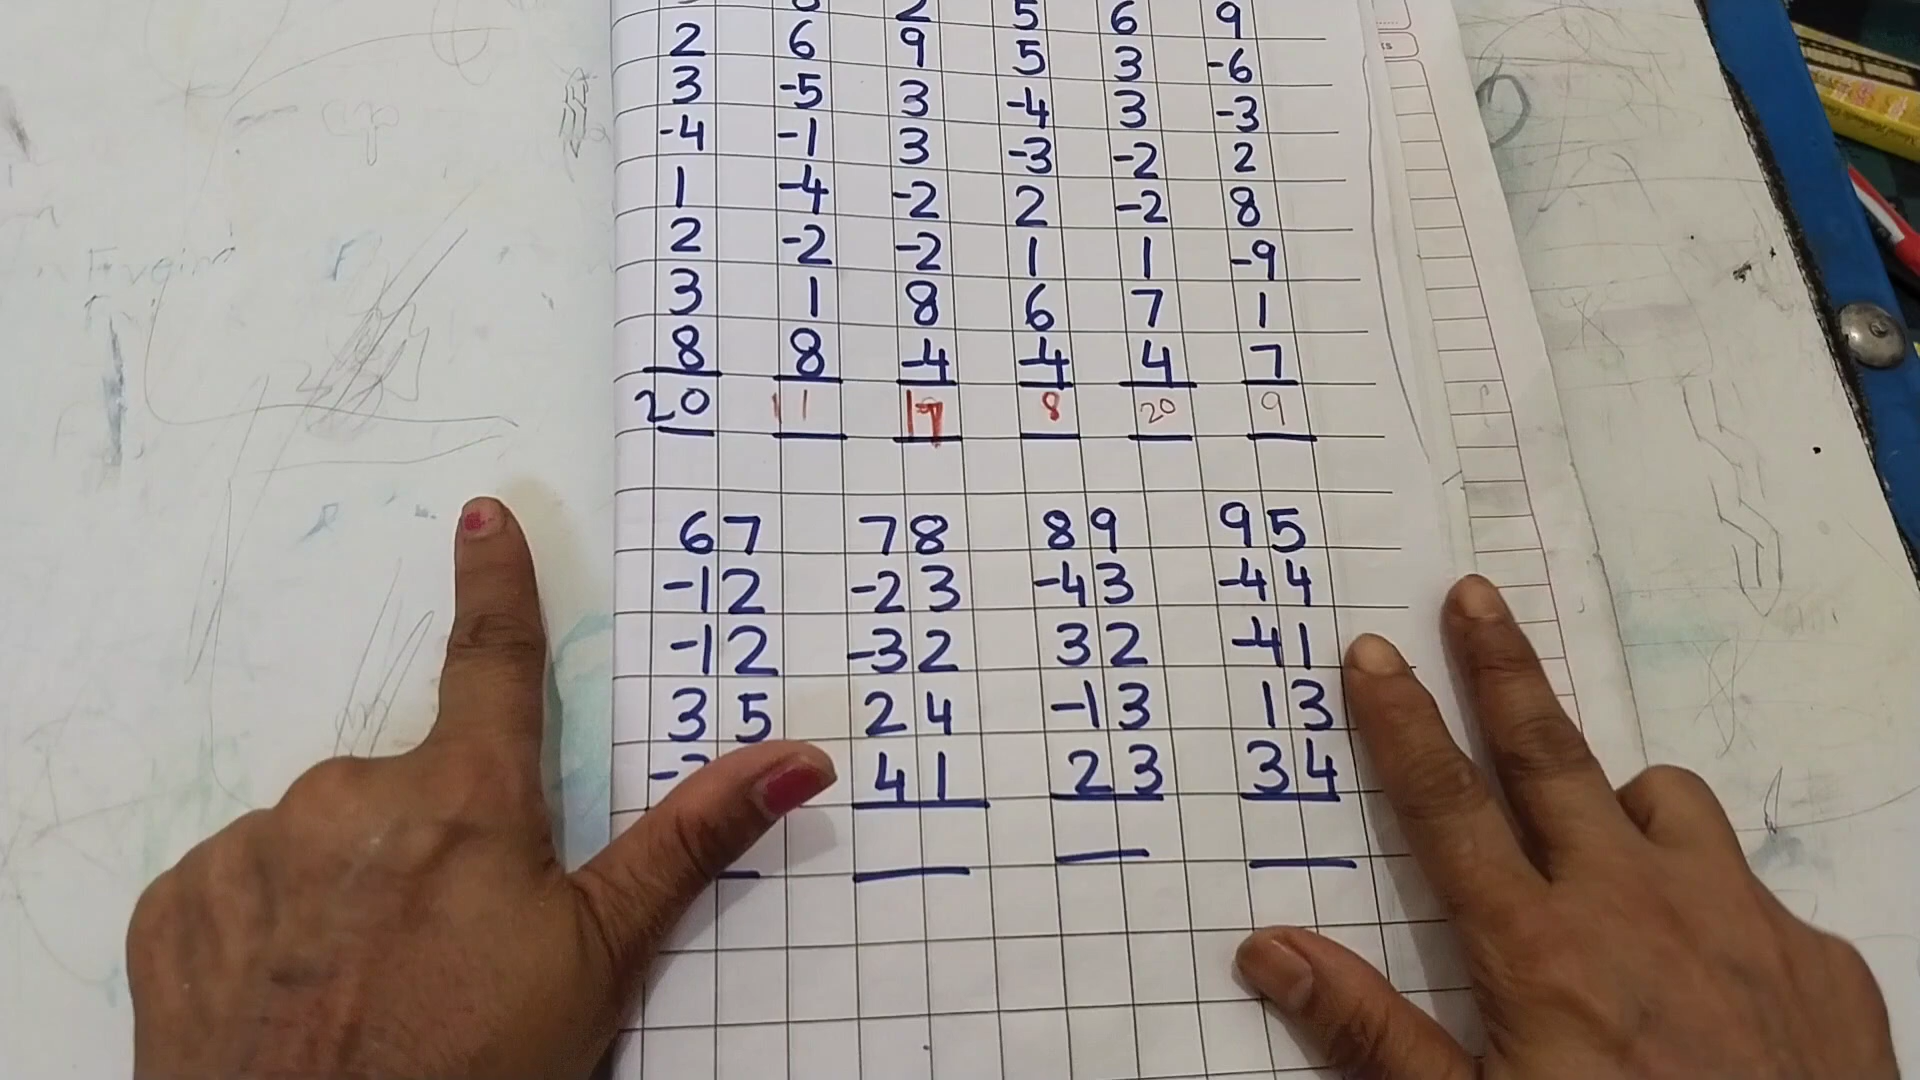 2 5 6 9
2 6 9 5 3 -6
3 -5 3 -4 3 -3
-4 -1 3 -3 -2 2
1 -4 -2 2 -2 8
2 -2 -2 1 1 -9
3 1 8 6 7 1
8 8 -4 -4 4 7
20 11 17 8 20 9
67 78 89 95
-12 -23 -43 -44
-12 -32 32 -41
35 24 -13 13
41 23 34